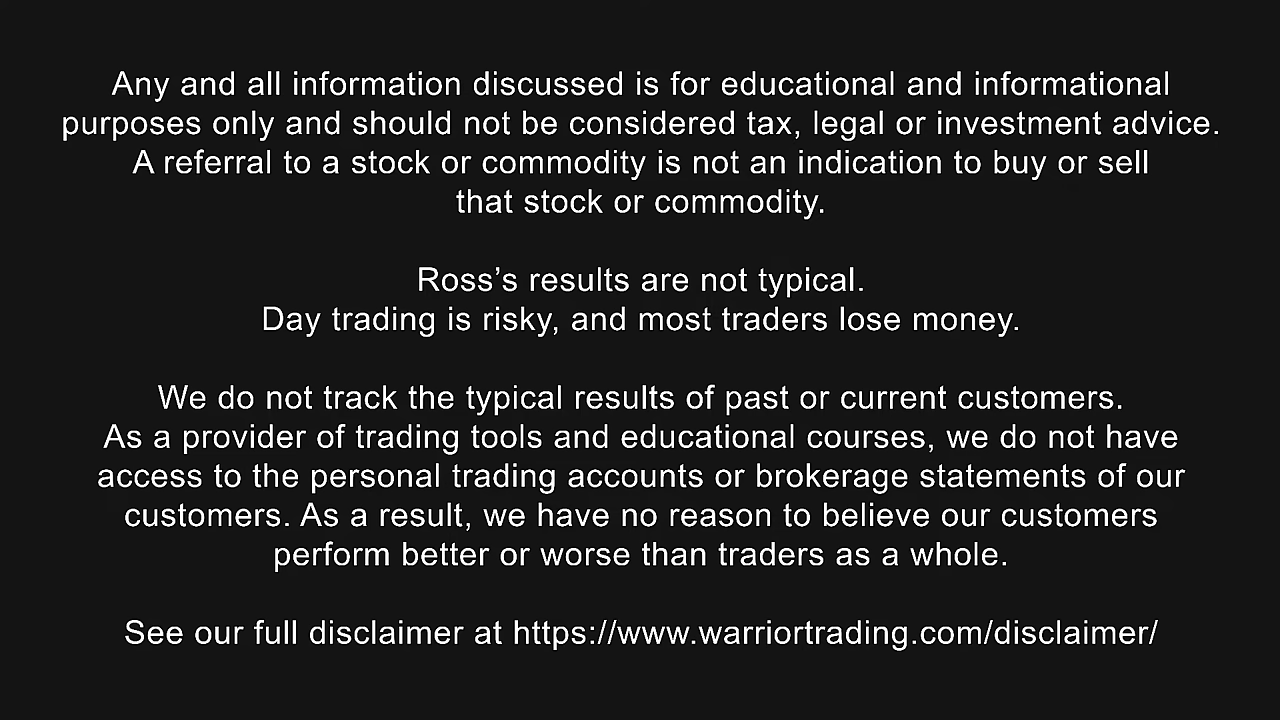 Any and all information discussed is for educational and informational
purposes only and should not be considered tax, legal or investment advice.
A referral to a stock or commodity is not an indication to buy or sell
that stock or commodity.
Ross’s results are not typical.
Day trading is risky, and most traders lose money.
We do not track the typical results of past or current customers.
As a provider of trading tools and educational courses, we do not have
access to the personal trading accounts or brokerage statements of our
customers. As a result, we have no reason to believe our customers
perform better or worse than traders as a whole.
See our full disclaimer at https://www.warriortrading.com/disclaimer/